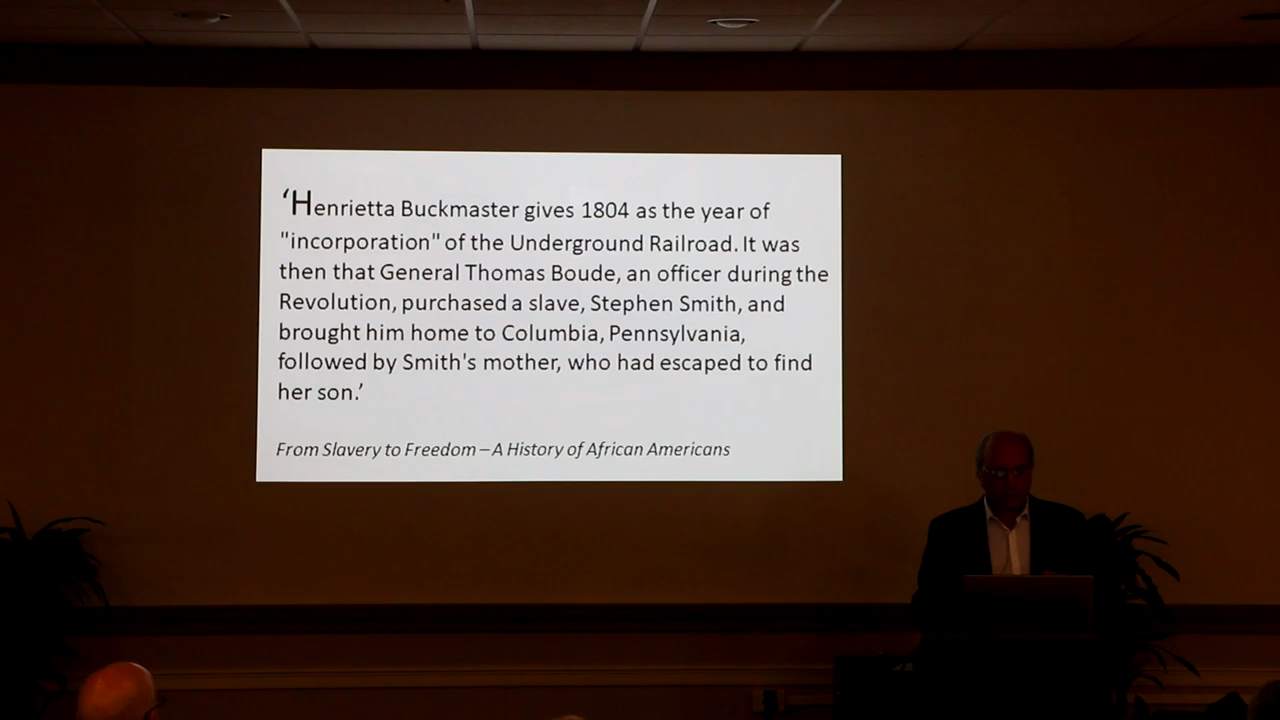 ‘Henrietta Buckmaster gives 1804 as the year of
"incorporation" of the Underground Railroad. It was
then that General Thomas Boude, an officer during the
Revolution, purchased a slave, Stephen Smith, and
brought him home to Columbia, Pennsylvania,
followed by Smith's mother, who had escaped to find
her son.’
From Slavery to Freedom – A History of African Americans